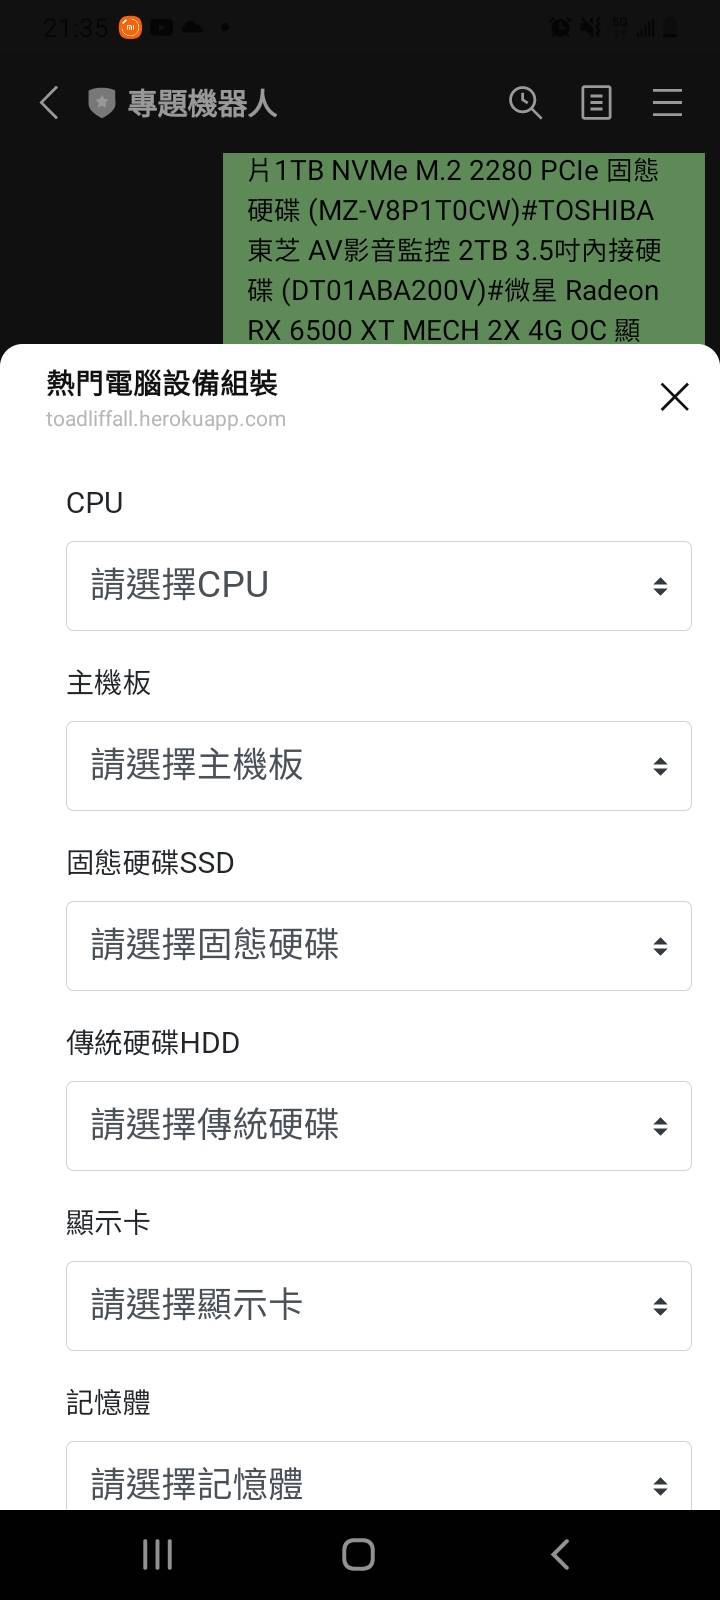 21:35
5G
專題機器人
片1TB NVMe M.2 2280 PCIe 固態
硬碟 (MZ-V8P1T0CW)#TOSHIBA
東芝 AV影音監控 2TB 3.5吋內接硬
碟 (DT01ABA200V)#微星 Radeon
RX 6500 XT MECH 2X 4G OC 顯
熱門電腦設備組裝
toadliffall.herokuapp.com
CPU
請選擇CPU
主機板
請選擇主機板
固態硬碟SSD
請選擇固態硬碟
傳統硬碟HDD
請選擇傳統硬碟
顯示卡
請選擇顯示卡
記憶體
請選擇記憶體